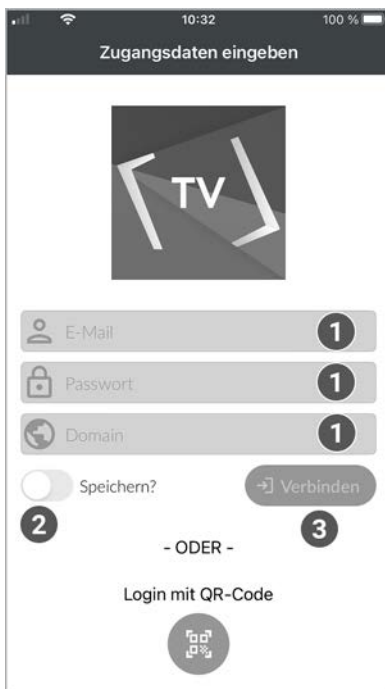 10:32
100 %
Zugangsdaten eingeben
TV
E-Mail
1
Passwort
1
Domain
1
Speichern?
Verbinden
2
3
- ODER -
Login mit QR-Code